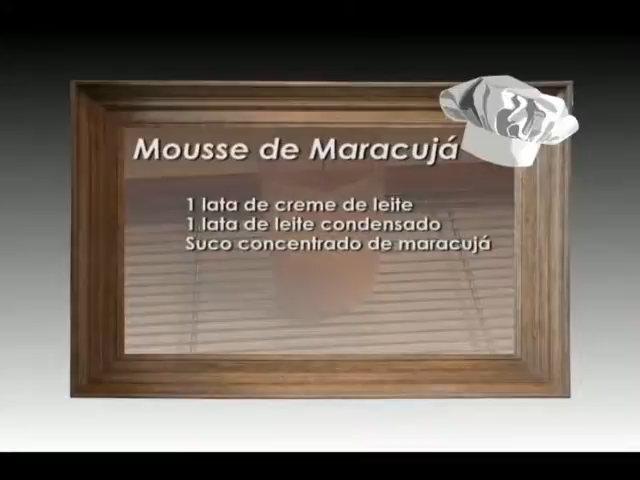 Mousse de Maracujá
1 lata de creme de leite
1 lata de leite condensado
Suco concentrado de maracujá